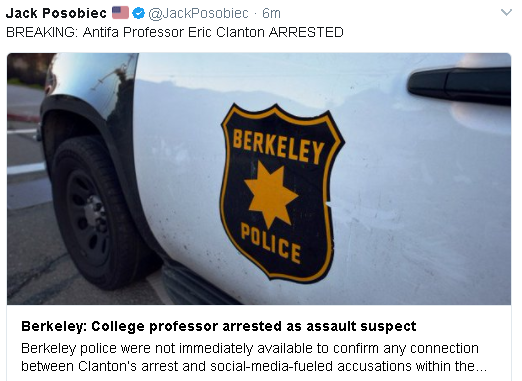 Jack Posobiec @JackPosobiec · 6m
BREAKING: Antifa Professor Eric Clanton ARRESTED
BERKELEY
POLICE
Berkeley: College professor arrested as assault suspect
Berkeley police were not immediately available to confirm any connection
between Clanton's arrest and social-media-fueled accusations within the...